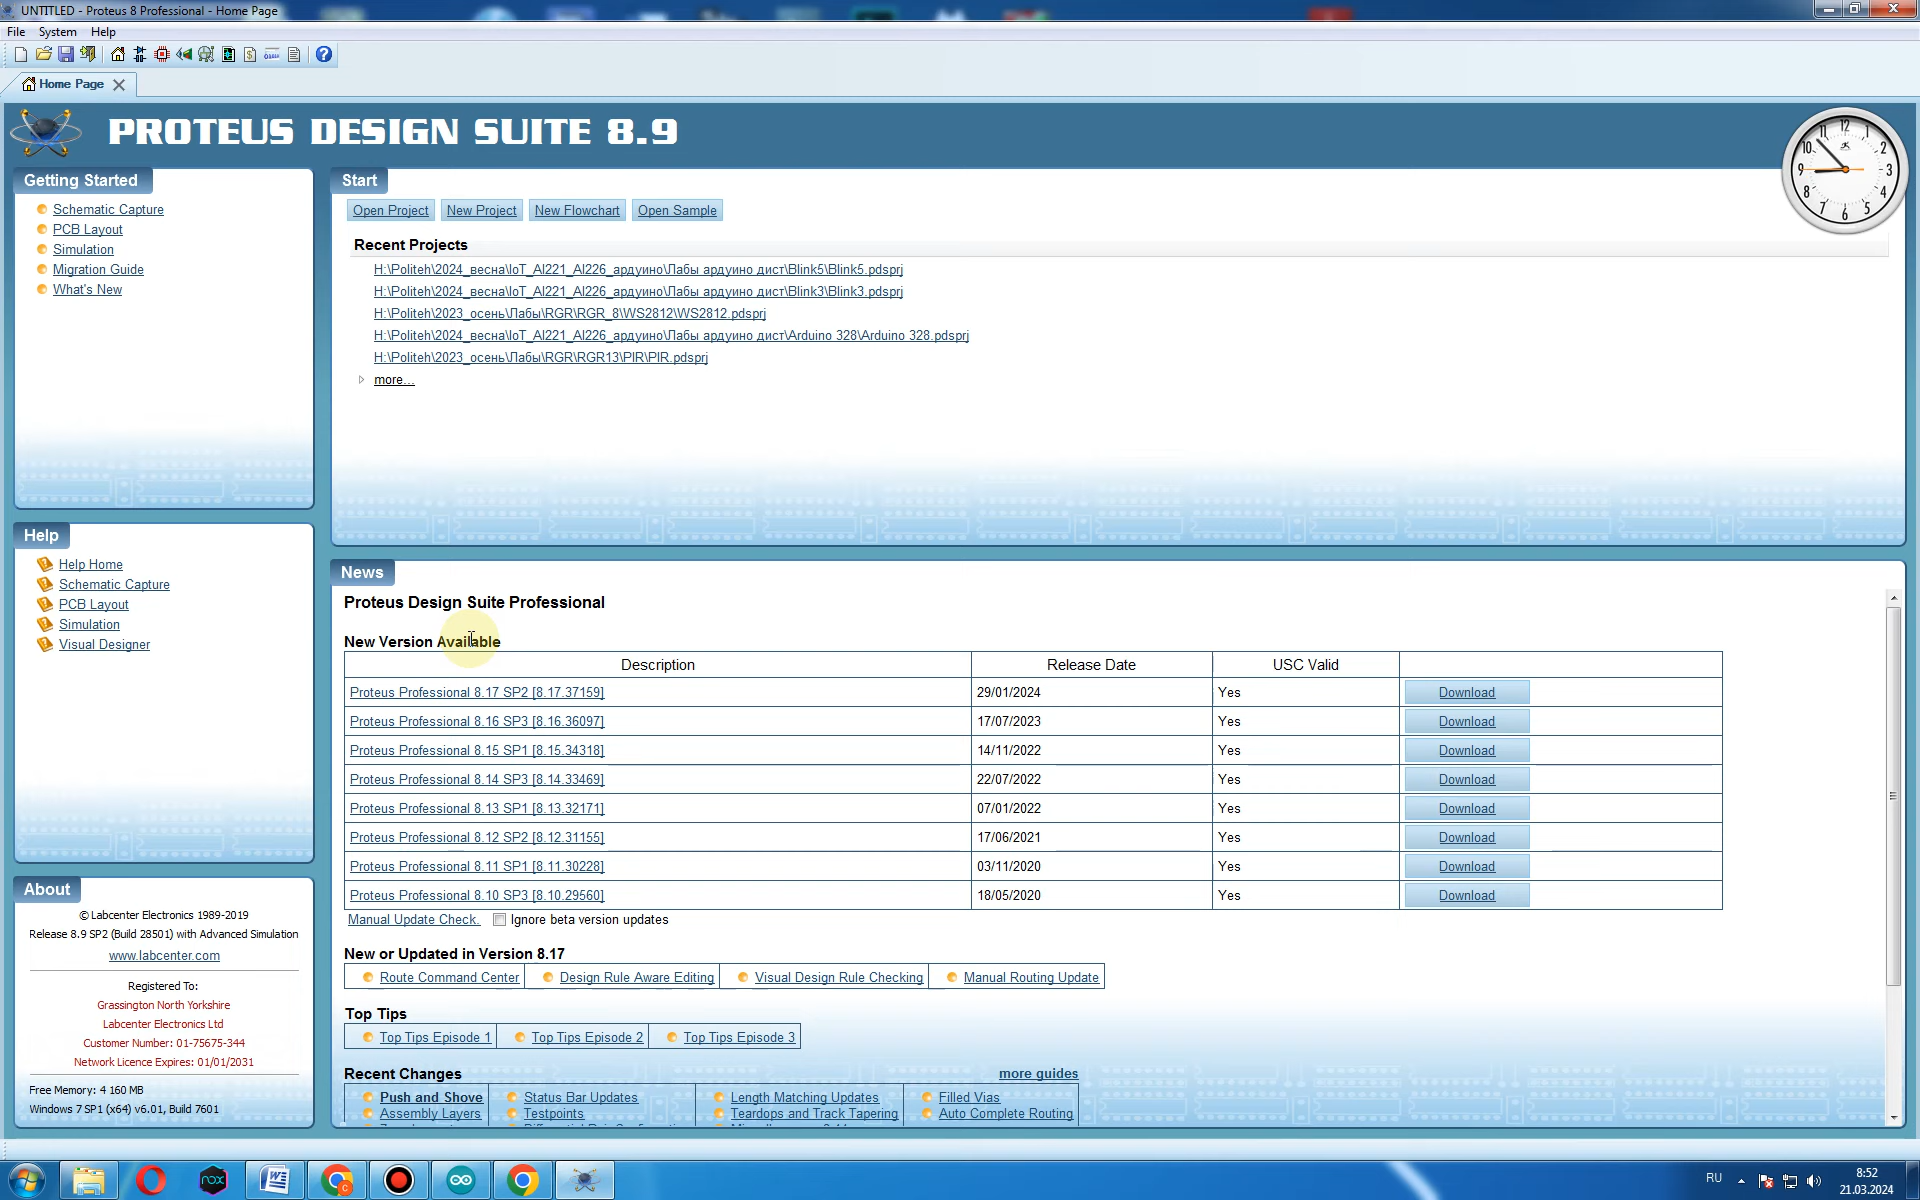 UNTITLED - Proteus 8 Professional - Home Page
File System Help
Home Page
PROTEUS DESIGN SUITE 8.9
Getting Started
Schematic Capture
PCB Layout
Simulation
Migration Guide
What's New
Start
Open Project New Project New Flowchart Open Sample
Recent Projects
H:\Politeh\2024_весна\IoT_AI221_AI226_ардуино\Лабы ардуино дист\Blink5\Blink5.pdsprj
H:\Politeh\2024_весна\IoT_AI221_AI226_ардуино\Лабы ардуино дист\Blink3\Blink3.pdsprj
H:\Politeh\2023_осень\Лабы\RGR\RGR_8\WS2812\WS2812.pdsprj
H:\Politeh\2024_весна\IoT_AI221_AI226_ардуино\Лабы ардуино дист\Arduino 328\Arduino 328.pdsprj
H:\Politeh\2023_осень\Лабы\RGR\RGR13\PIR\PIR.pdsprj
more...
12 1 2 3 4 5 6 7 8 9 10 11
Help
Help Home
Schematic Capture
PCB Layout
Simulation
Visual Designer
News
Proteus Design Suite Professional
New Version Available
Description Release Date USC Valid
Proteus Professional 8.17 SP2 [8.17.37159] 29/01/2024 Yes Download
Proteus Professional 8.16 SP3 [8.16.36097] 17/07/2023 Yes Download
Proteus Professional 8.15 SP1 [8.15.34318] 14/11/2022 Yes Download
Proteus Professional 8.14 SP3 [8.14.33469] 22/07/2022 Yes Download
Proteus Professional 8.13 SP1 [8.13.32171] 07/01/2022 Yes Download
Proteus Professional 8.12 SP2 [8.12.31155] 17/06/2021 Yes Download
Proteus Professional 8.11 SP1 [8.11.30228] 03/11/2020 Yes Download
Proteus Professional 8.10 SP3 [8.10.29560] 18/05/2020 Yes Download
Manual Update Check. Ignore beta version updates
New or Updated in Version 8.17
Route Command Center Design Rule Aware Editing Visual Design Rule Checking Manual Routing Update
Top Tips
Top Tips Episode 1 Top Tips Episode 2 Top Tips Episode 3
Recent Changes more guides
Push and Shove Status Bar Updates Length Matching Updates Filled Vias
Assembly Layers Testpoints Teardops and Track Tapering Auto Complete Routing
About
© Labcenter Electronics 1989-2019
Release 8.9 SP2 (Build 28501) with Advanced Simulation
www.labcenter.com
Registered To:
Grassington North Yorkshire
Labcenter Electronics Ltd
Customer Number: 01-75675-344
Network Licence Expires: 01/01/2031
Free Memory: 4 160 MB
Windows 7 SP1 (x64) v6.01, Build 7601
RU
8:52
21.03.2024